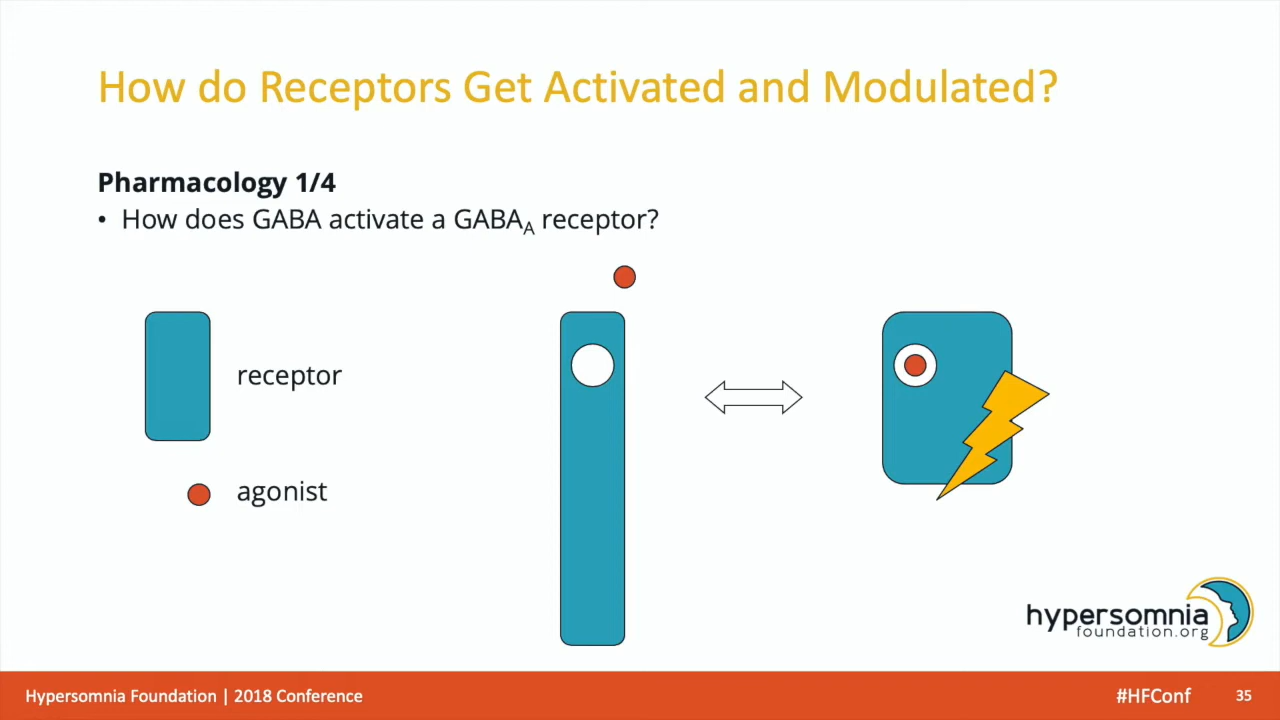 How do Receptors Get Activated and Modulated?
Pharmacology 1/4
• How does GABA activate a GABAA receptor?
receptor
agonist
hypersomnia
foundation.org
Hypersomnia Foundation | 2018 Conference
#HFConf
35